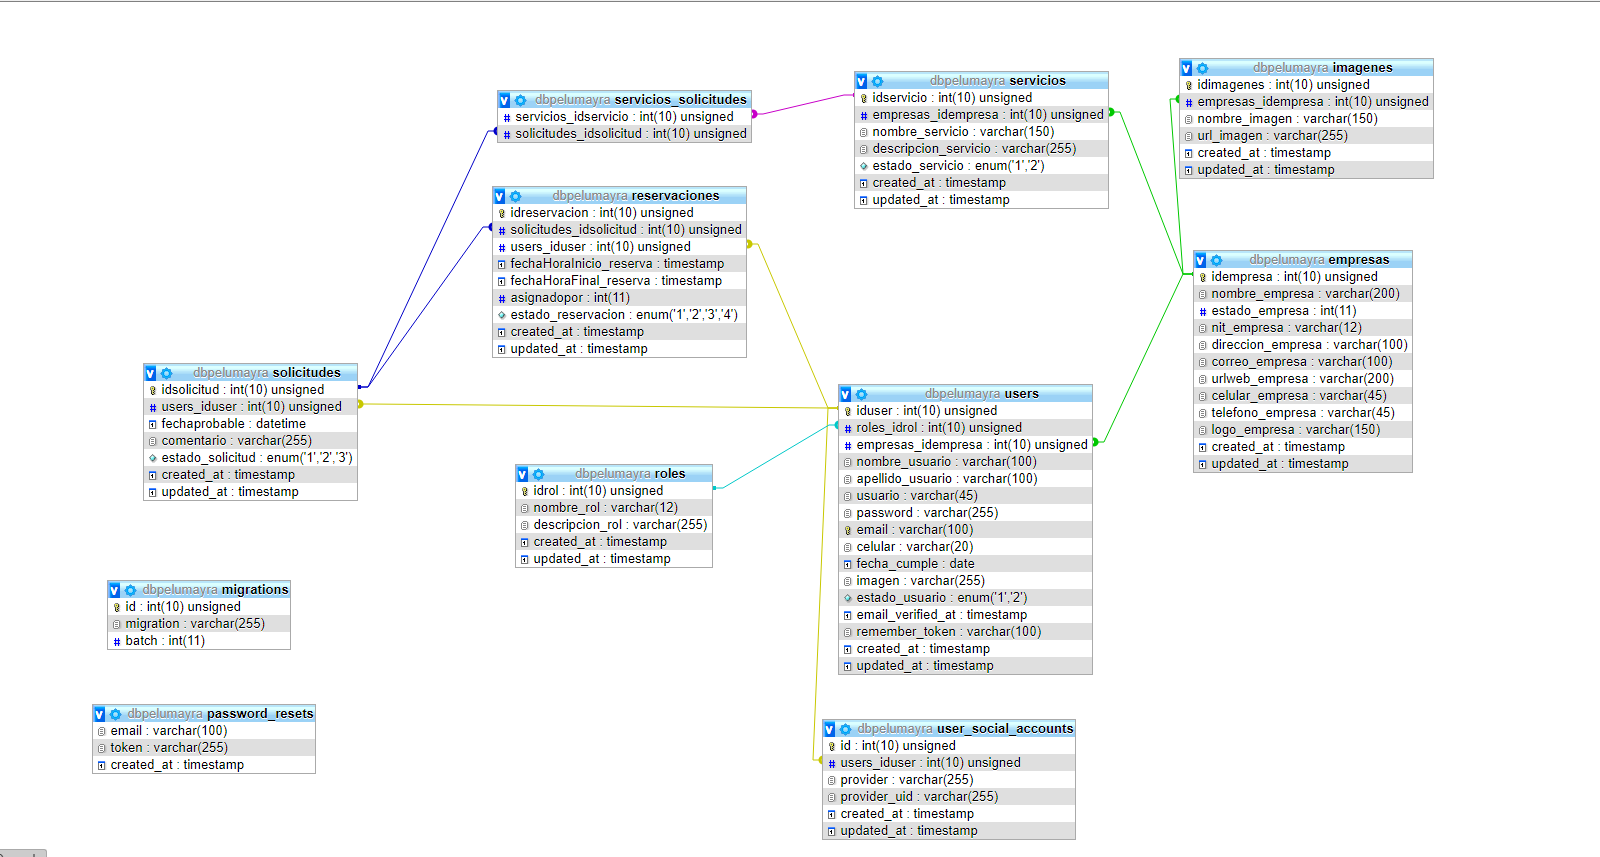 dbpelumayra servicios_solicitudes
servicios_idservicio : int(10) unsigned
solicitudes_idsolicitud : int(10) unsigned
dbpelumayra servicios
idservicio : int(10) unsigned
empresas_idempresa : int(10) unsigned
nombre_servicio : varchar(150)
descripcion_servicio : varchar(255)
estado_servicio : enum('1','2')
created_at : timestamp
updated_at : timestamp
dbpelumayra imagenes
idimagenes : int(10) unsigned
empresas_idempresa : int(10) unsigned
nombre_imagen : varchar(150)
url_imagen : varchar(255)
created_at : timestamp
updated_at : timestamp
dbpelumayra reservaciones
idreservacion : int(10) unsigned
solicitudes_idsolicitud : int(10) unsigned
users_iduser : int(10) unsigned
fechaHoraInicio_reserva : timestamp
fechaHoraFinal_reserva : timestamp
asignadopor : int(11)
estado_reservacion : enum('1','2','3','4')
created_at : timestamp
updated_at : timestamp
dbpelumayra empresas
idempresa : int(10) unsigned
nombre_empresa : varchar(200)
estado_empresa : int(11)
nit_empresa : varchar(12)
direccion_empresa : varchar(100)
correo_empresa : varchar(100)
urlweb_empresa : varchar(200)
celular_empresa : varchar(45)
telefono_empresa : varchar(45)
logo_empresa : varchar(150)
created_at : timestamp
updated_at : timestamp
dbpelumayra solicitudes
idsolicitud : int(10) unsigned
users_iduser : int(10) unsigned
fechaprobable : datetime
comentario : varchar(255)
estado_solicitud : enum('1','2','3')
created_at : timestamp
updated_at : timestamp
dbpelumayra users
iduser : int(10) unsigned
roles_idrol : int(10) unsigned
empresas_idempresa : int(10) unsigned
nombre_usuario : varchar(100)
apellido_usuario : varchar(100)
usuario : varchar(45)
password : varchar(255)
email : varchar(100)
celular : varchar(20)
fecha_cumple : date
imagen : varchar(255)
estado_usuario : enum('1','2')
email_verified_at : timestamp
remember_token : varchar(100)
created_at : timestamp
updated_at : timestamp
dbpelumayra roles
idrol : int(10) unsigned
nombre_rol : varchar(12)
descripcion_rol : varchar(255)
created_at : timestamp
updated_at : timestamp
dbpelumayra migrations
id : int(10) unsigned
migration : varchar(255)
batch : int(11)
dbpelumayra password_resets
email : varchar(100)
token : varchar(255)
created_at : timestamp
dbpelumayra user_social_accounts
id : int(10) unsigned
users_iduser : int(10) unsigned
provider : varchar(255)
provider_uid : varchar(255)
created_at : timestamp
updated_at : timestamp